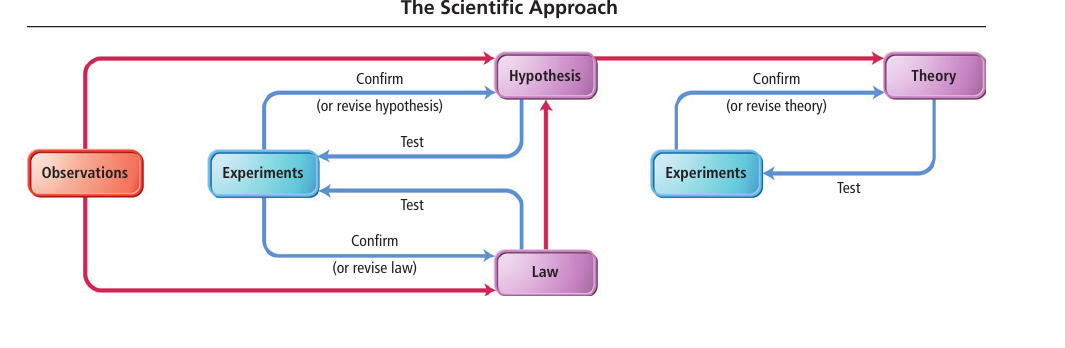 The Scientific Approach
Hypothesis
Theory
Confirm
(or revise hypothesis)
Confirm
(or revise theory)
Test
Observations
Experiments
Experiments
Test
Test
Confirm
(or revise law)
Law